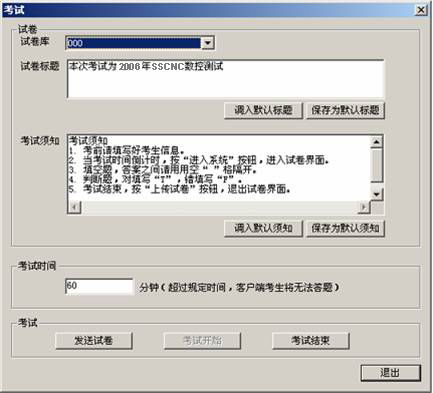 考试
试卷
试卷库
000
试卷标题
本次考试为2006年SSCNC数控测试
调入默认标题 保存为默认标题
考试须知
考试须知
1. 考前请填写好考生信息。
2. 当考试时间倒计时，按“进入系统”按钮，进入试卷界面。
3. 填空题，答案之间请用用空“ ”格隔开。
4. 判断题，对填写“T”，错填写“F”。
5. 考试结束，按“上传试卷”按钮，退出试卷界面。
调入默认须知 保存为默认须知
考试时间
60 分钟（超过规定时间，客户端考生将无法答题）
考试
发送试卷 考试开始 考试结束
退出